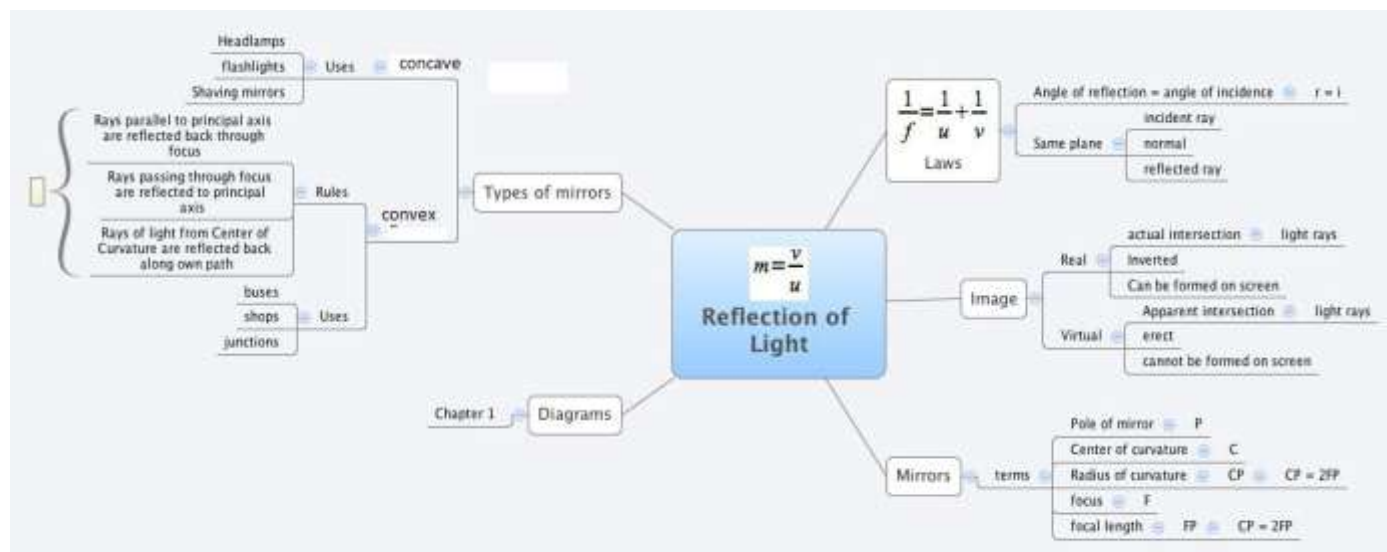 Headlamps
flashlights
Shaving mirrors
Uses
concave
Rays parallel to principal axis
are reflected back through
focus
Rays passing through focus
are reflected to principal
axis
Rays of light from Center of
Curvature are reflected back
along own path
Rules
convex
buses
shops
junctions
Uses
Types of mirrors
Chapter 1
Diagrams
m=v/u
Reflection of
Light
1/f=1/u+1/v
Laws
Angle of reflection = angle of incidence
r = i
Same plane
incident ray
normal
reflected ray
Image
Real
actual intersection
light rays
Inverted
Can be formed on screen
Virtual
Apparent intersection
light rays
erect
cannot be formed on screen
Mirrors
terms
Pole of mirror
P
Center of curvature
C
Radius of curvature
CP
CP = 2FP
focus
F
focal length
FP
CP = 2FP